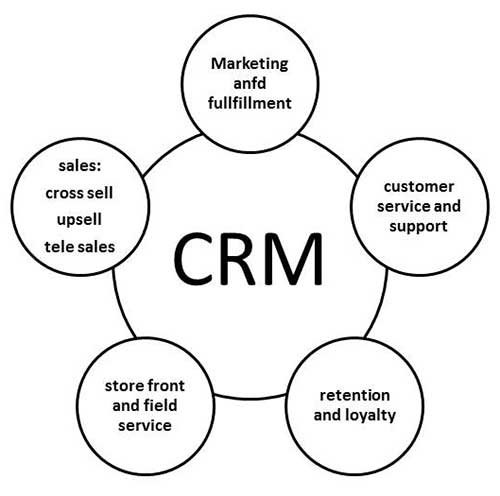 Marketing
anfd
fullfillment
sales:
cross sell
upsell
tele sales
customer
service and
support
CRM
store front
and field
service
retention
and loyalty